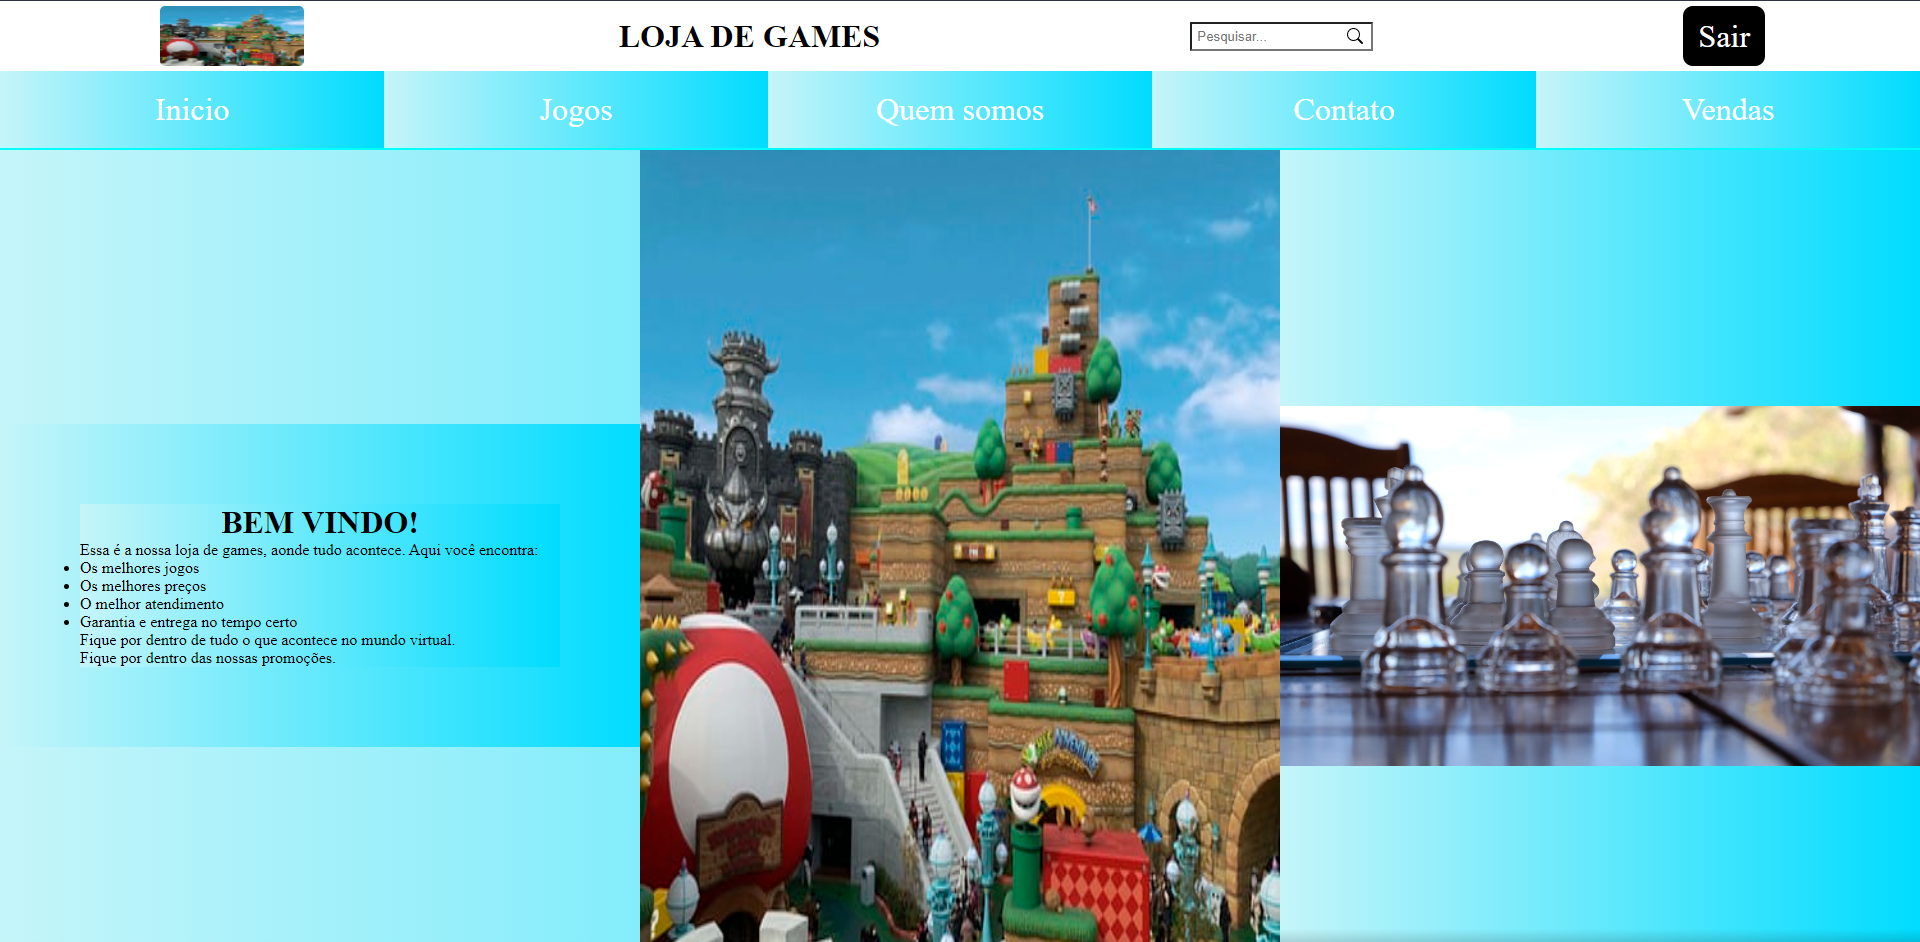 LOJA DE GAMES
Pesquisar...
Sair
Inicio
Jogos
Quem somos
Contato
Vendas
BEM VINDO!
Essa é a nossa loja de games, aonde tudo acontece. Aqui você encontra:
Os melhores jogos
Os melhores preços
O melhor atendimento
Garantia e entrega no tempo certo
Fique por dentro de tudo o que acontece no mundo virtual.
Fique por dentro das nossas promoções.